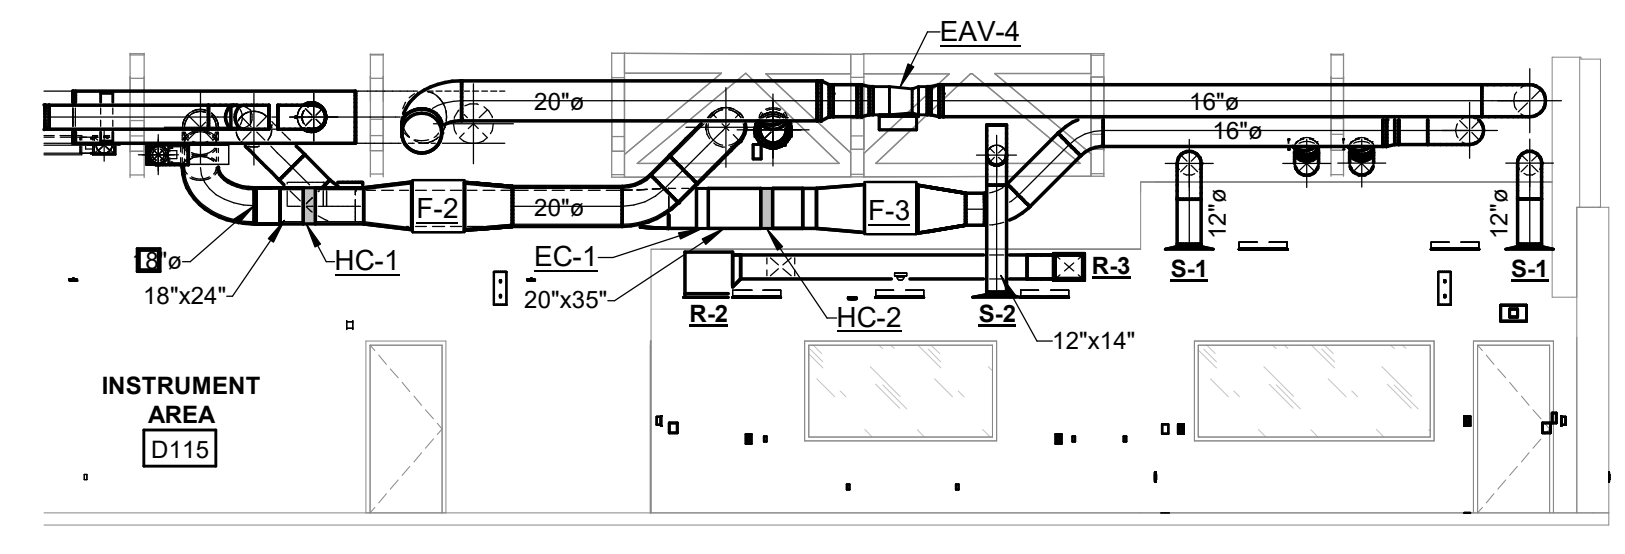 EAV-4
20"ø
16"ø
16"ø
F-2
20"ø
F-3
12"ø
12"ø
18"ø
HC-1
EC-1
R-3
S-1
S-1
18"x24"
20"x35"
R-2
HC-2
S-2
12"x14"
INSTRUMENT
AREA
D115